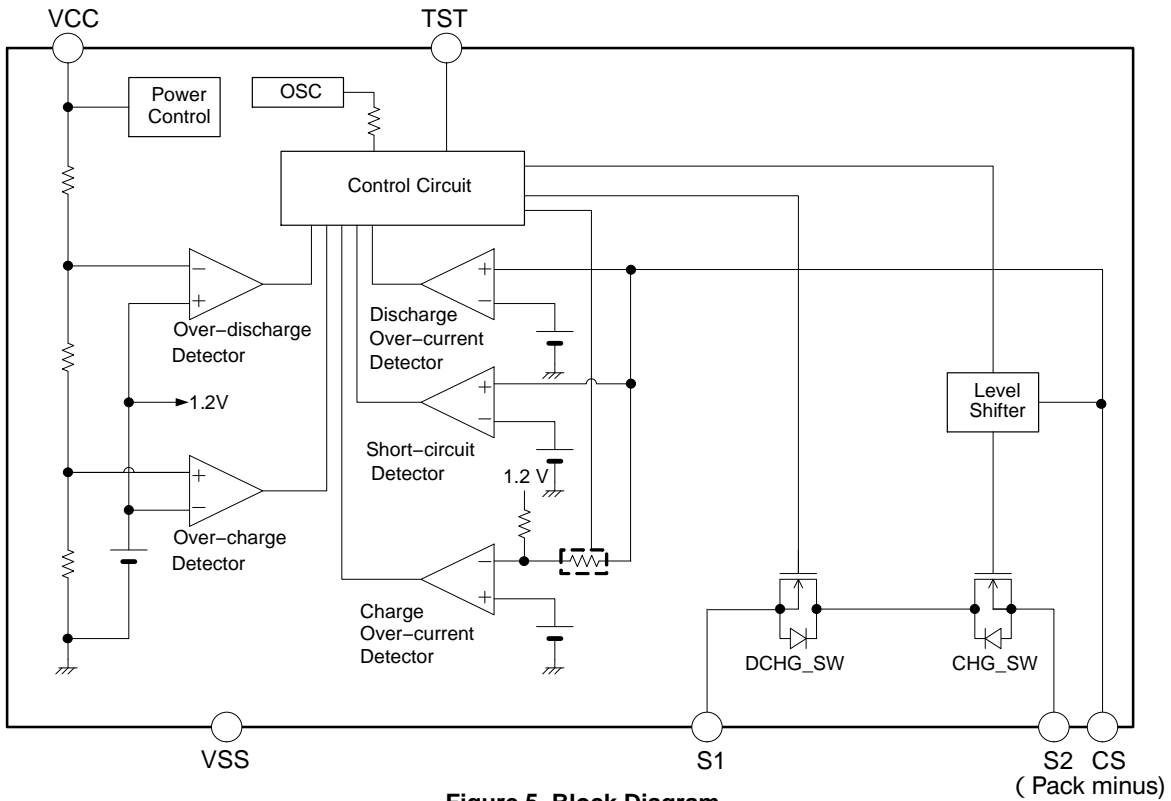 VCC
TST
Power
Control
OSC
Control Circuit
−
+
Over−discharge
Detector
1.2V
+
−
Over−charge
Detector
+
−
Discharge
Over−current
Detector
+
−
Short−circuit
Detector
1.2 V
−
+
Charge
Over−current
Detector
Level
Shifter
DCHG_SW
CHG_SW
VSS
S1
S2
CS
( Pack minus)
Figure 5. Block Diagram